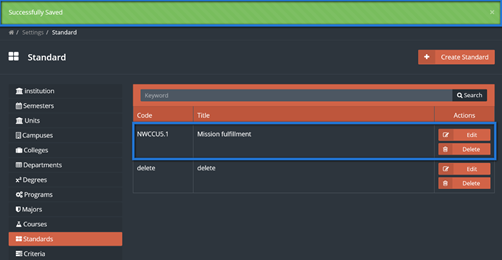 Successfully Saved ×
/ Settings / Standard
Standard
+ Create Standard
Institution
Semesters
Units
Campuses
Colleges
Departments
x² Degrees
Programs
Majors
Courses
Standards
Criteria
Keyword Search
Code Title Actions
NWCCUS.1 Mission fulfillment Edit
Delete
delete delete Edit
Delete